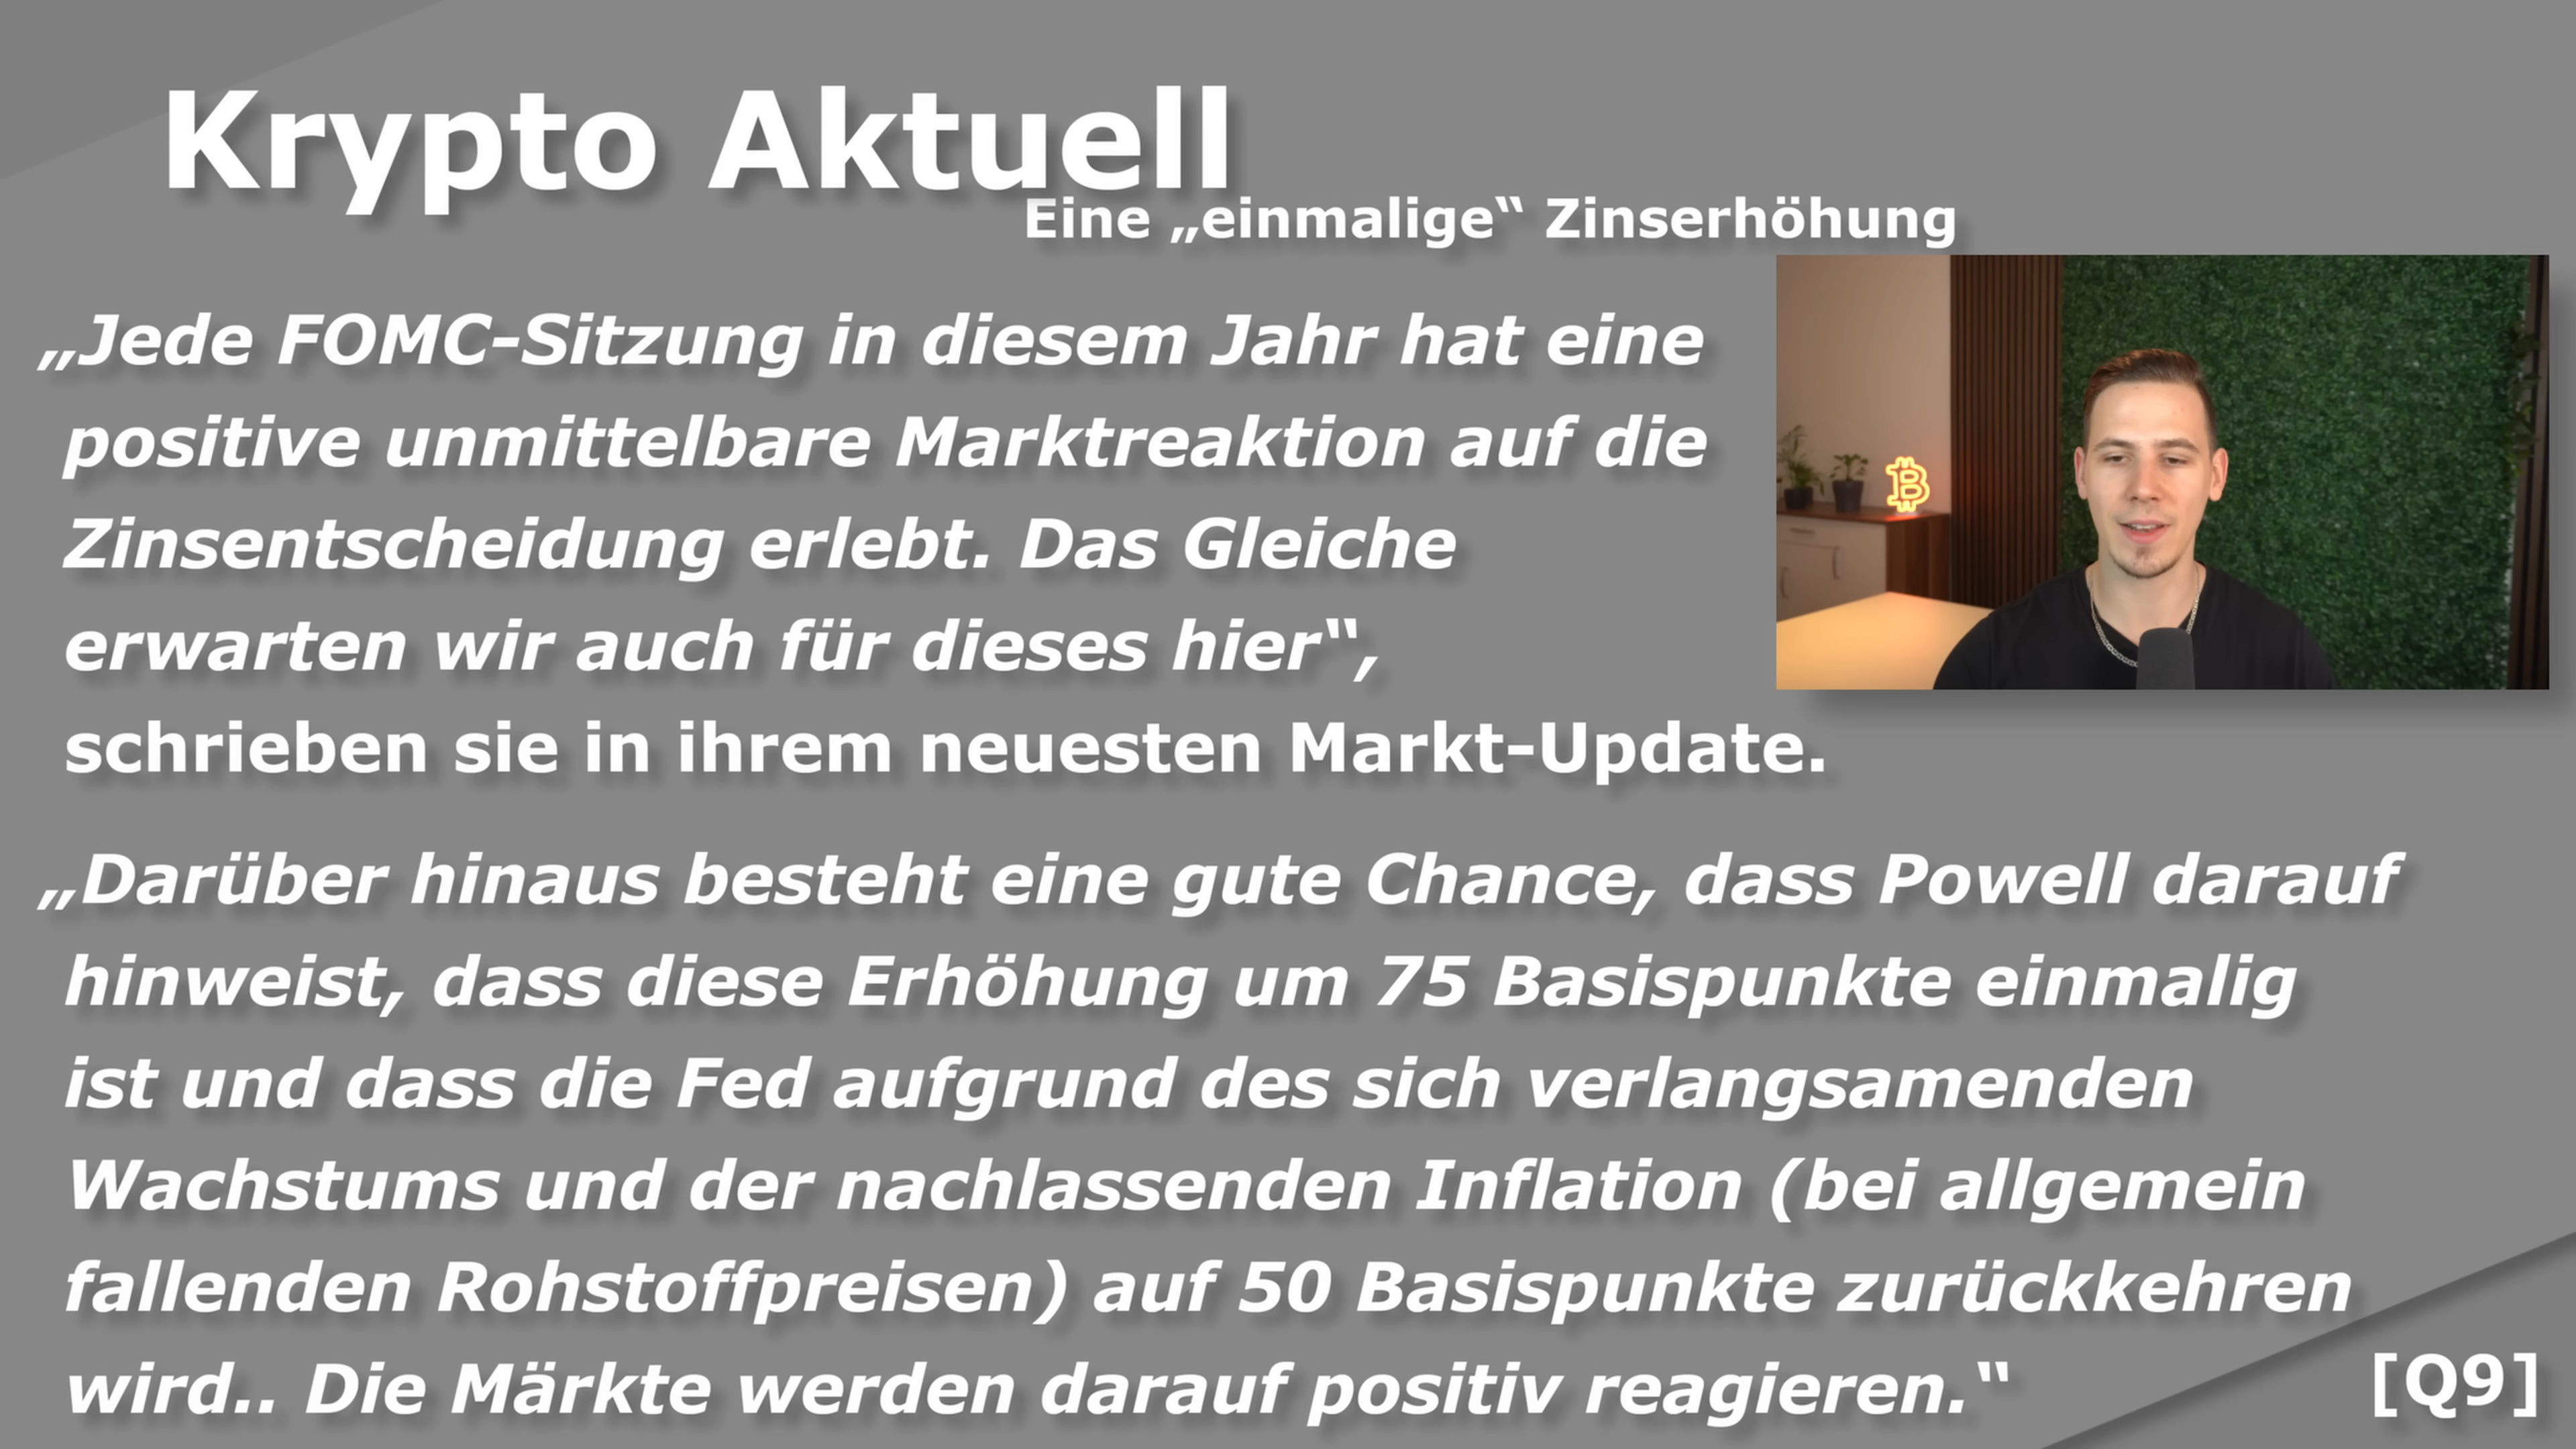 Krypto Aktuell
Eine „einmalige“ Zinserhöhung
„Jede FOMC-Sitzung in diesem Jahr hat eine
positive unmittelbare Marktreaktion auf die
Zinsentscheidung erlebt. Das Gleiche
erwarten wir auch für dieses hier“,
schrieben sie in ihrem neuesten Markt-Update.
„Darüber hinaus besteht eine gute Chance, dass Powell darauf
hinweist, dass diese Erhöhung um 75 Basispunkte einmalig
ist und dass die Fed aufgrund des sich verlangsamenden
Wachstums und der nachlassenden Inflation (bei allgemein
fallenden Rohstoffpreisen) auf 50 Basispunkte zurückkehren
wird.. Die Märkte werden darauf positiv reagieren.“
[Q9]